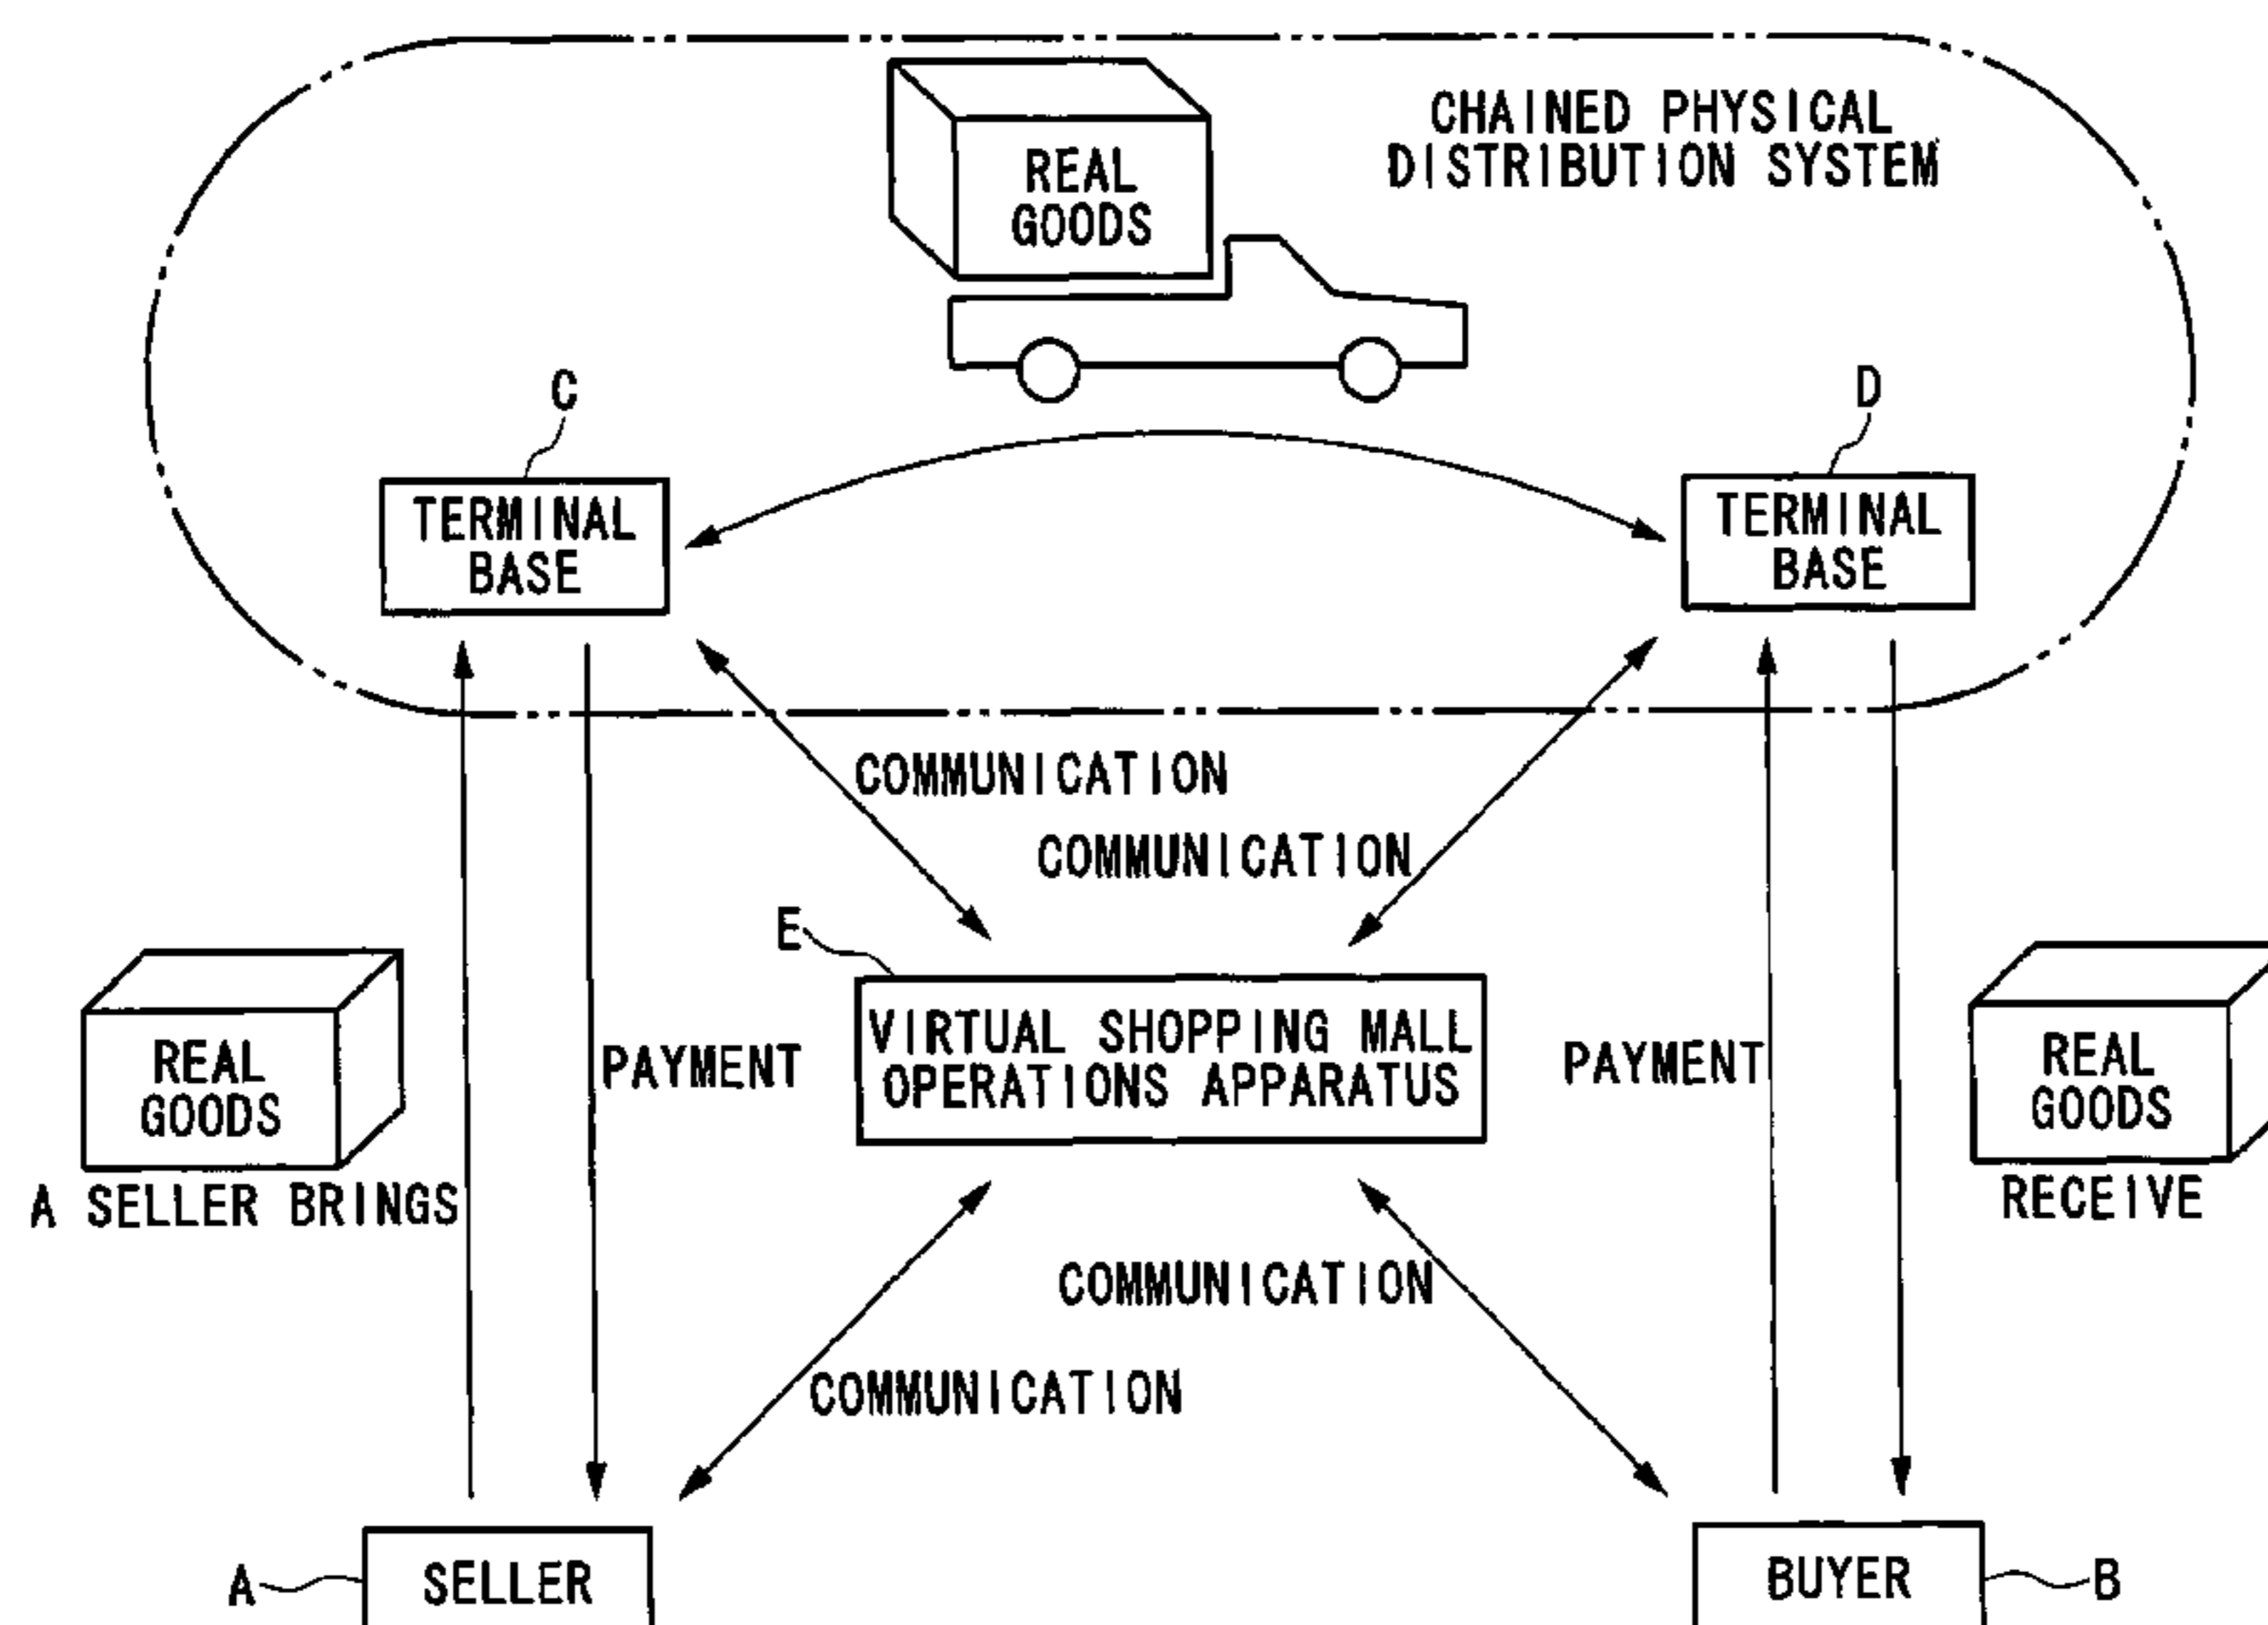 CHAINED PHYSICAL
DISTRIBUTION SYSTEM
REAL
GOODS
C
D
TERMINAL
BASE
TERMINAL
BASE
COMMUNICATION
COMMUNICATION
E
VIRTUAL SHOPPING MALL
OPERATIONS APPARATUS
REAL
GOODS
A SELLER BRINGS
PAYMENT
PAYMENT
REAL
GOODS
RECEIVE
COMMUNICATION
COMMUNICATION
A
SELLER
BUYER
B